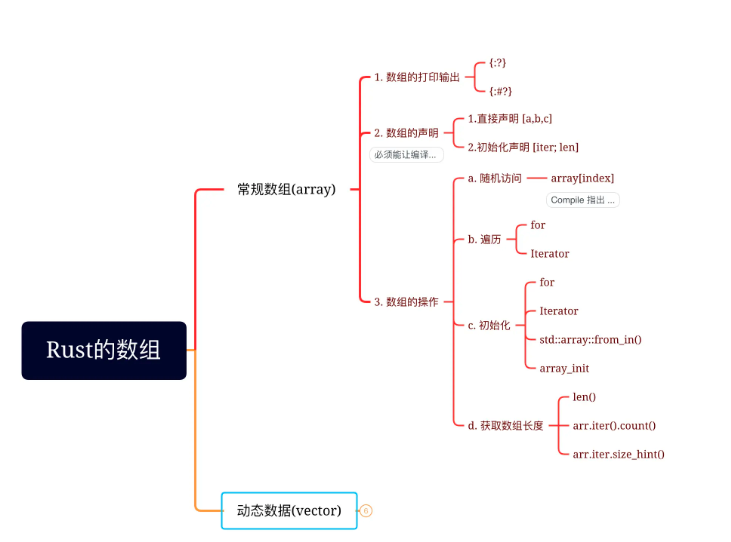 Rust的数组
常规数组(array)
1. 数组的打印输出
{:?}
{:#?}
2. 数组的声明
必须能让编译...
1.直接声明 [a,b,c]
2.初始化声明 [iter; len]
3. 数组的操作
a. 随机访问
array[index]
Compile 指出 ...
b. 遍历
for
Iterator
c. 初始化
for
Iterator
std::array::from_in()
array_init
d. 获取数组长度
len()
arr.iter().count()
arr.iter.size_hint()
动态数据(vector)
6